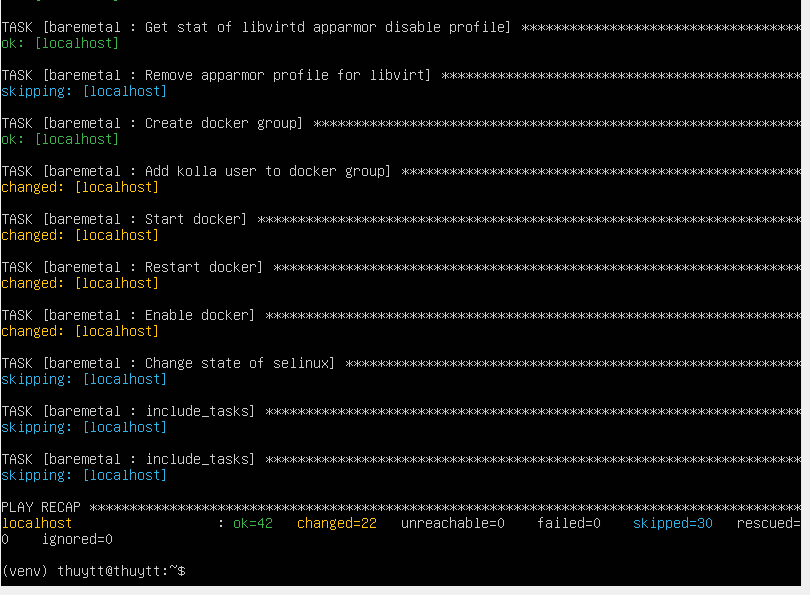 TASK [baremetal : Get stat of libvirtd apparmor disable profile] ***********************************
ok: [localhost]
TASK [baremetal : Remove apparmor profile for libvirt] *********************************************
skipping: [localhost]
TASK [baremetal : Create docker group] *************************************************************
ok: [localhost]
TASK [baremetal : Add kolla user to docker group] **************************************************
changed: [localhost]
TASK [baremetal : Start docker] ********************************************************************
changed: [localhost]
TASK [baremetal : Restart docker] ******************************************************************
changed: [localhost]
TASK [baremetal : Enable docker] *******************************************************************
changed: [localhost]
TASK [baremetal : Change state of selinux] *********************************************************
skipping: [localhost]
TASK [baremetal : include_tasks] *******************************************************************
skipping: [localhost]
TASK [baremetal : include_tasks] *******************************************************************
skipping: [localhost]
PLAY RECAP *****************************************************************************************
localhost                  : ok=42   changed=22   unreachable=0    failed=0    skipped=30   rescued=
0    ignored=0
(venv) thuytt@thuytt:~$